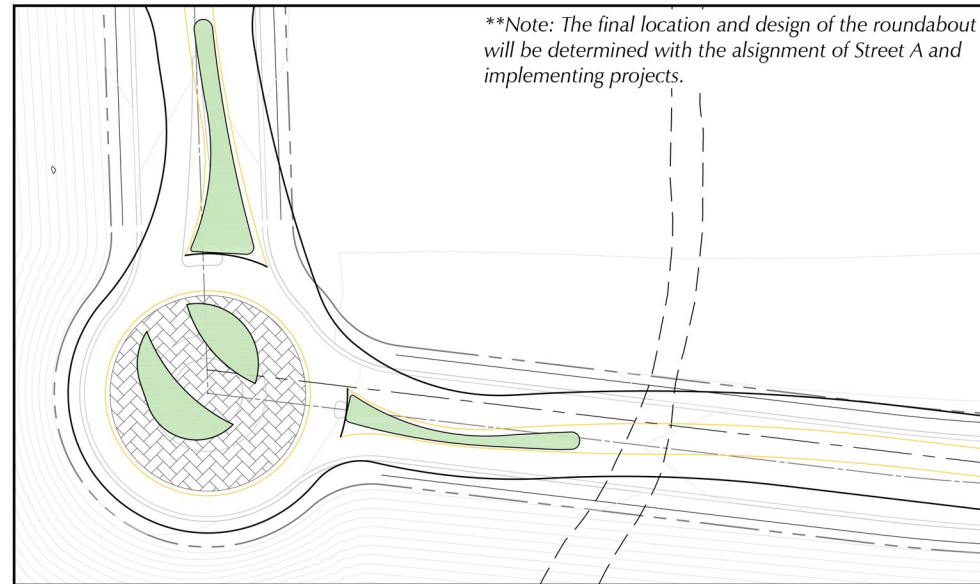 **Note: The final location and design of the roundabout
will be determined with the alsignment of Street A and
implementing projects.